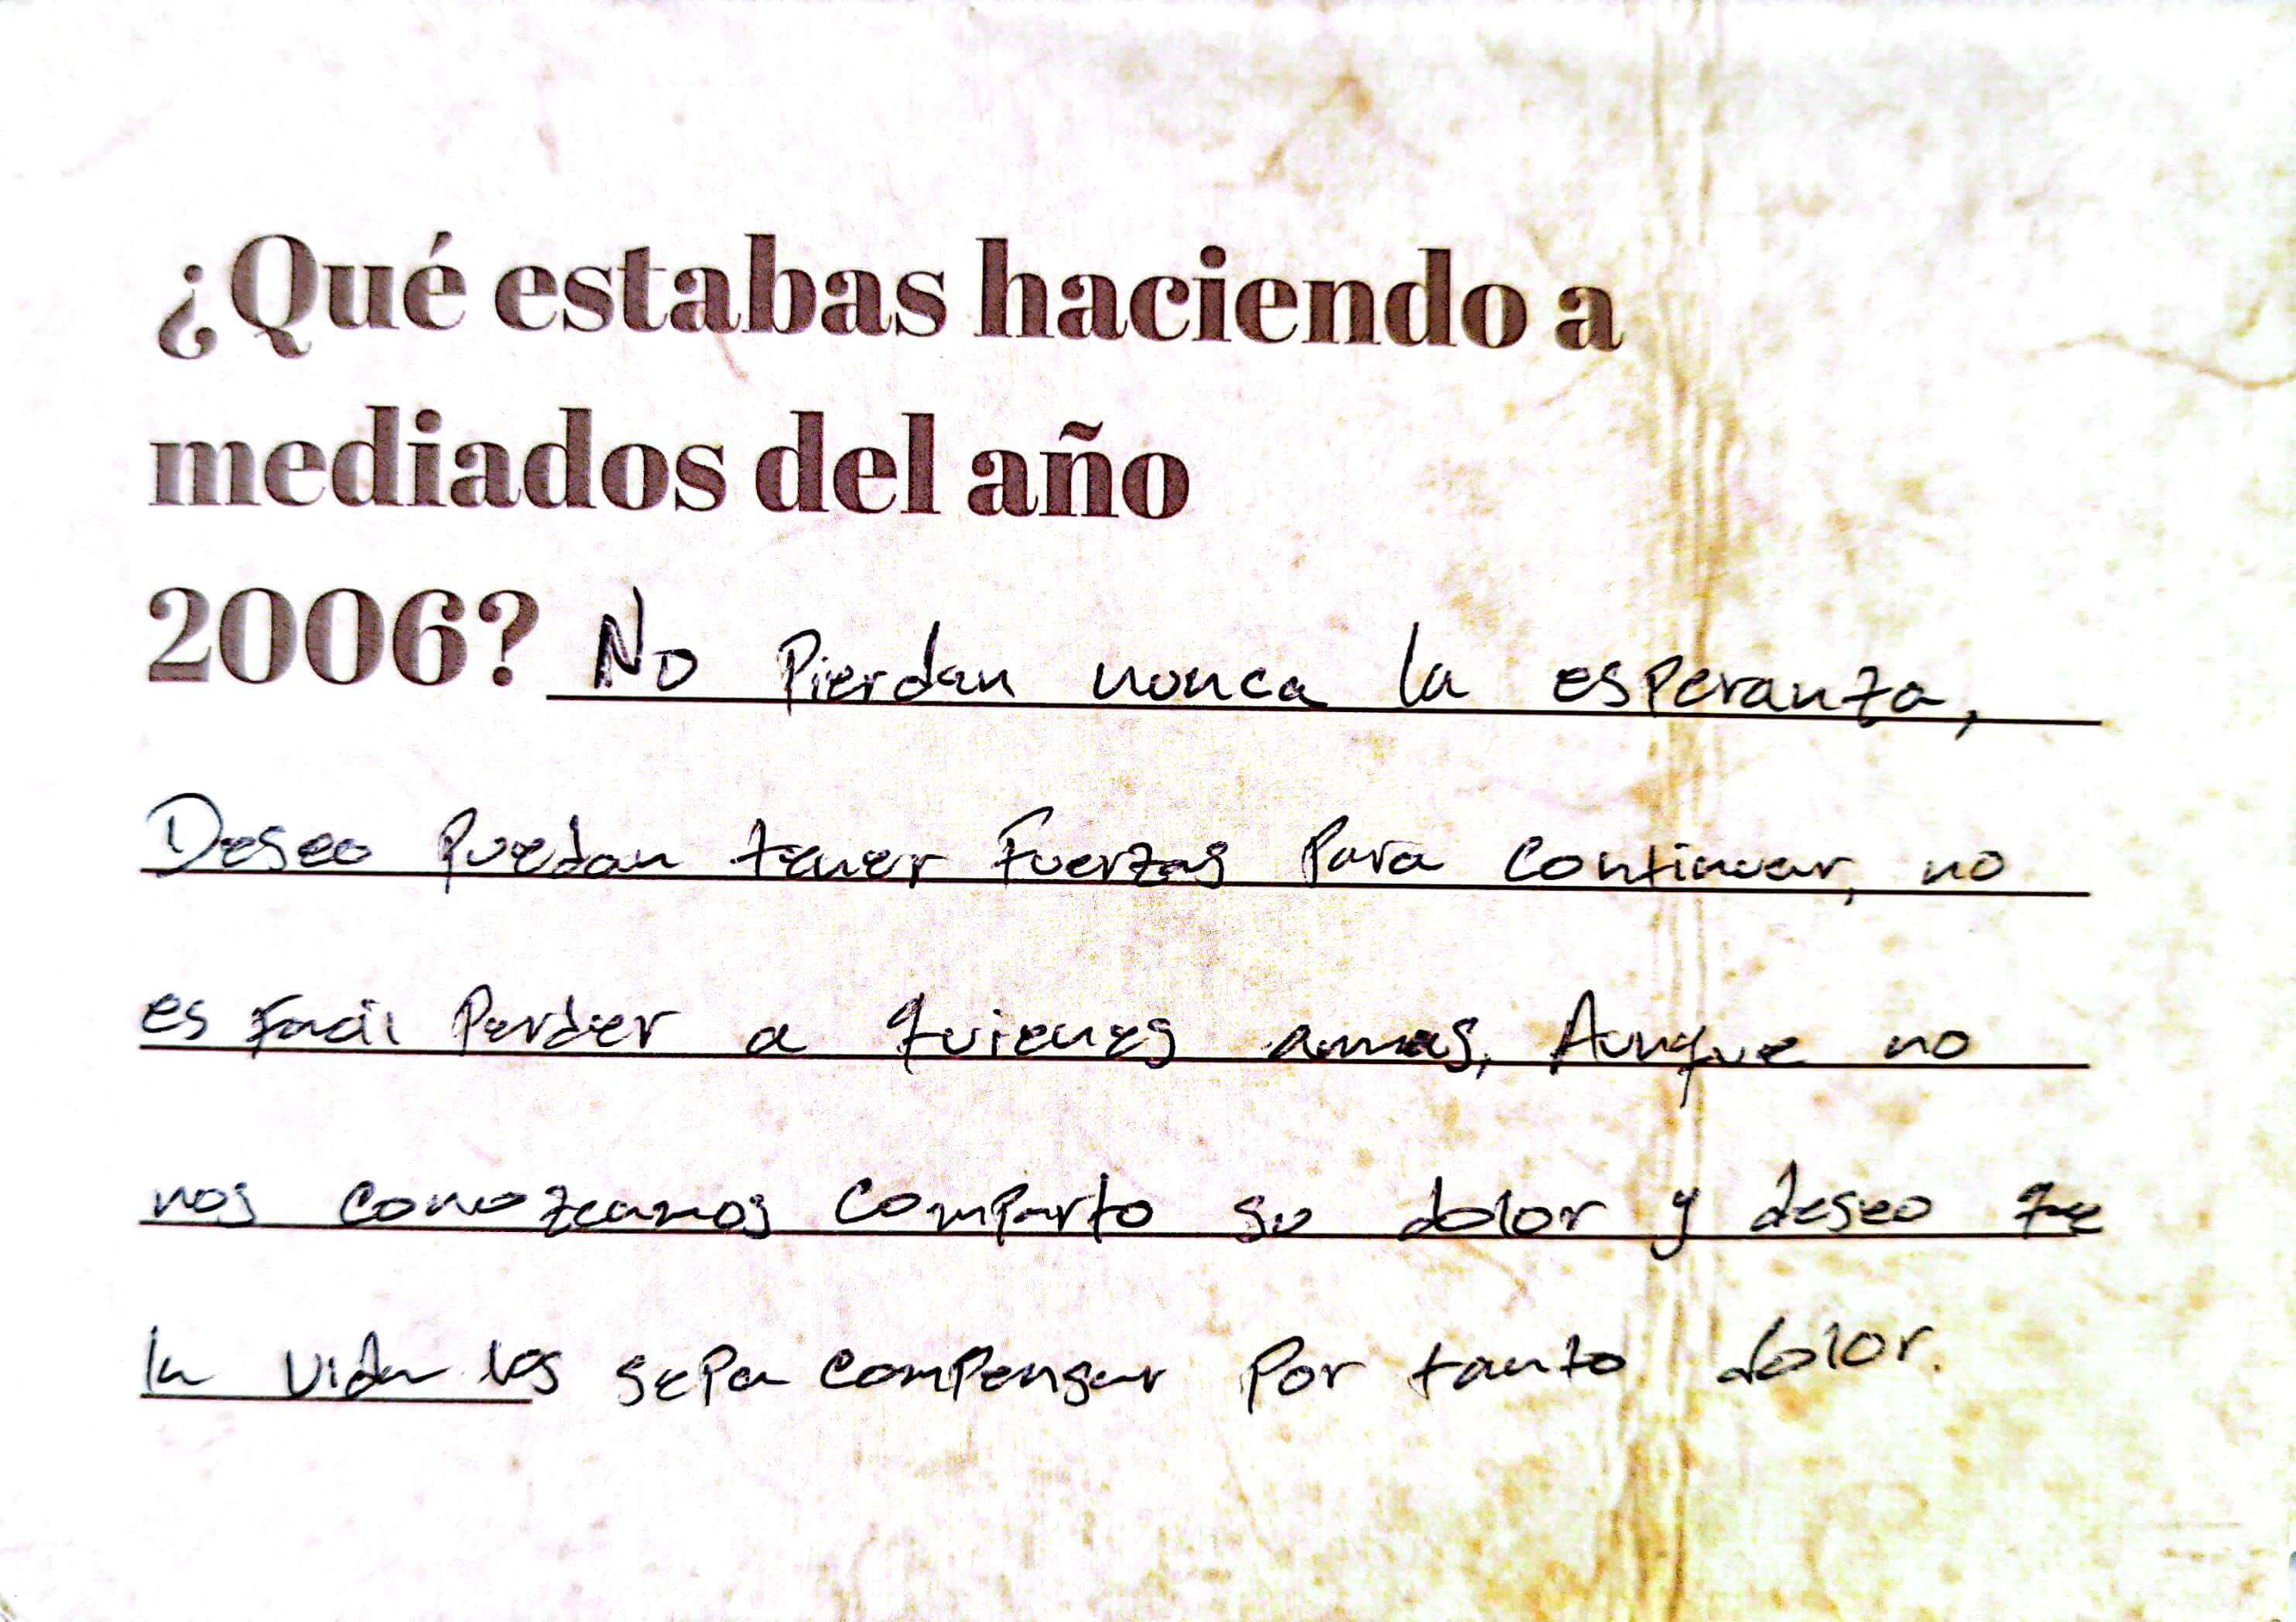 ¿Qué estabas haciendo a
mediados del año
2006? No Pierdan nunca la esperanza,
Deseo Puedan tener Fuerzas Para continuar, no
es facil Perder a quienes amas, Aunque no
nos conozcamos comparto su dolor y deseo que
la vida les sepa compensar Por tanto dolor.